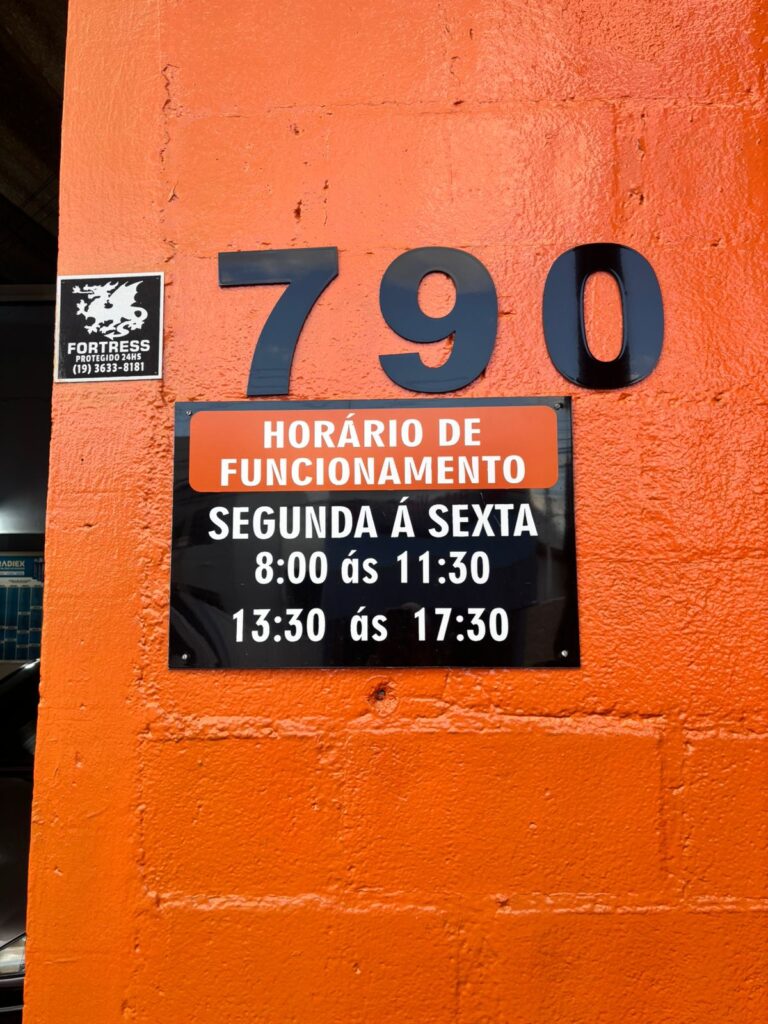 790
FORTRESS
PROTEGIDO 24HS
(19) 3633-8181
HORÁRIO DE
FUNCIONAMENTO
SEGUNDA Á SEXTA
8:00 ás 11:30
13:30 ás 17:30
RADIEX